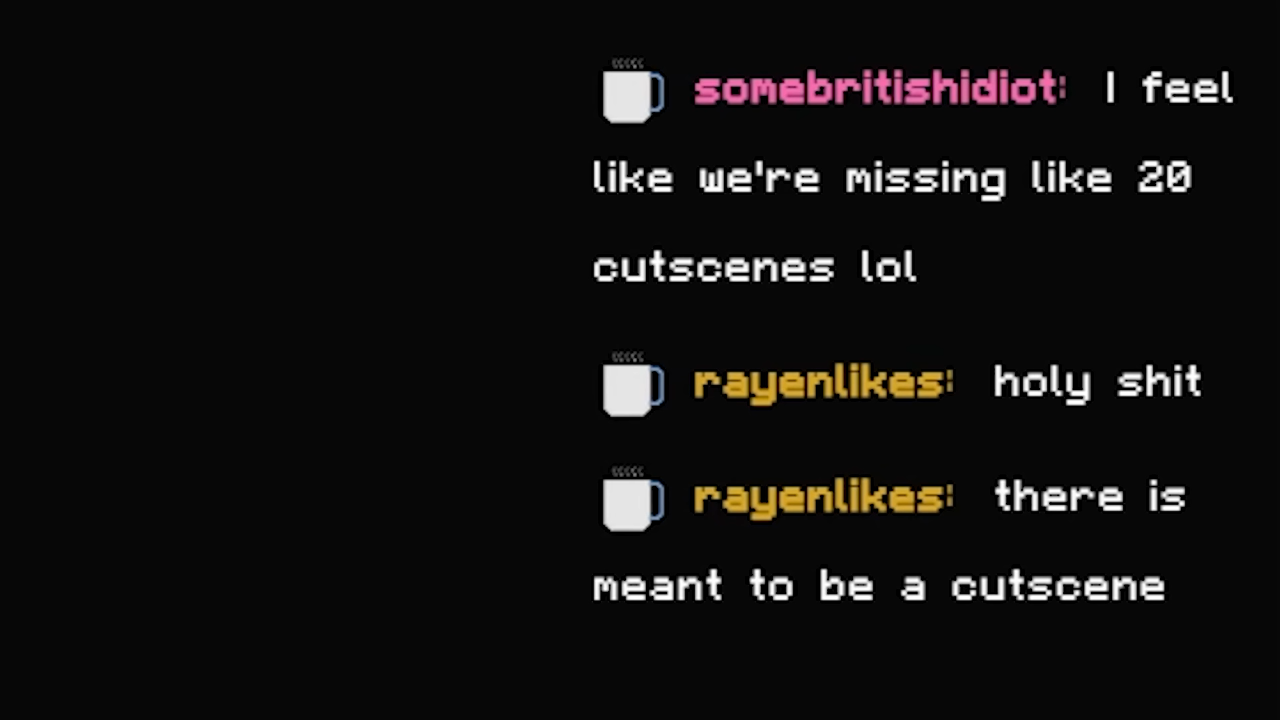 somebritishidiot: I feel
like we're missing like 20
cutscenes lol
rayenlikes: holy shit
rayenlikes: there is
meant to be a cutscene